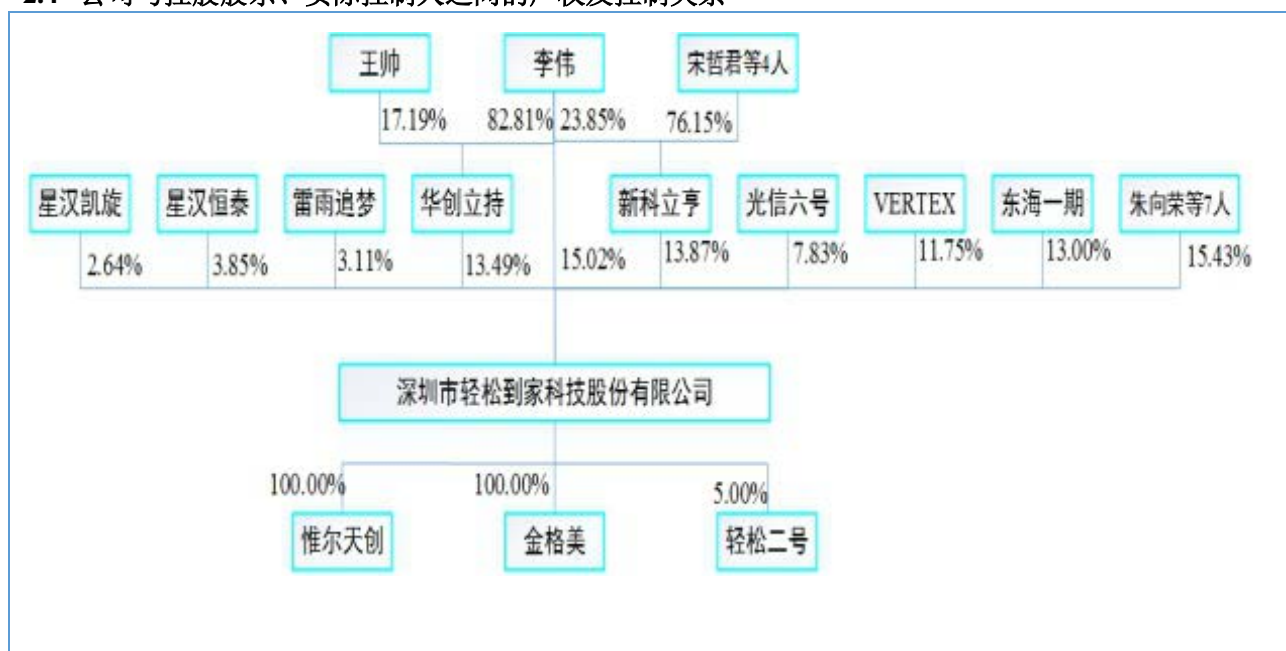 王帅
李伟
宋哲君等4人
17.19%
82.81%
23.85%
76.15%
星汉凯旋
星汉恒泰
雷雨追梦
华创立持
新科立亨
光信六号
VERTEX
东海一期
朱向荣等7人
2.64%
3.85%
3.11%
13.49%
15.02%
13.87%
7.83%
11.75%
13.00%
15.43%
深圳市轻松到家科技股份有限公司
100.00%
100.00%
5.00%
惟尔天创
金格美
轻松二号